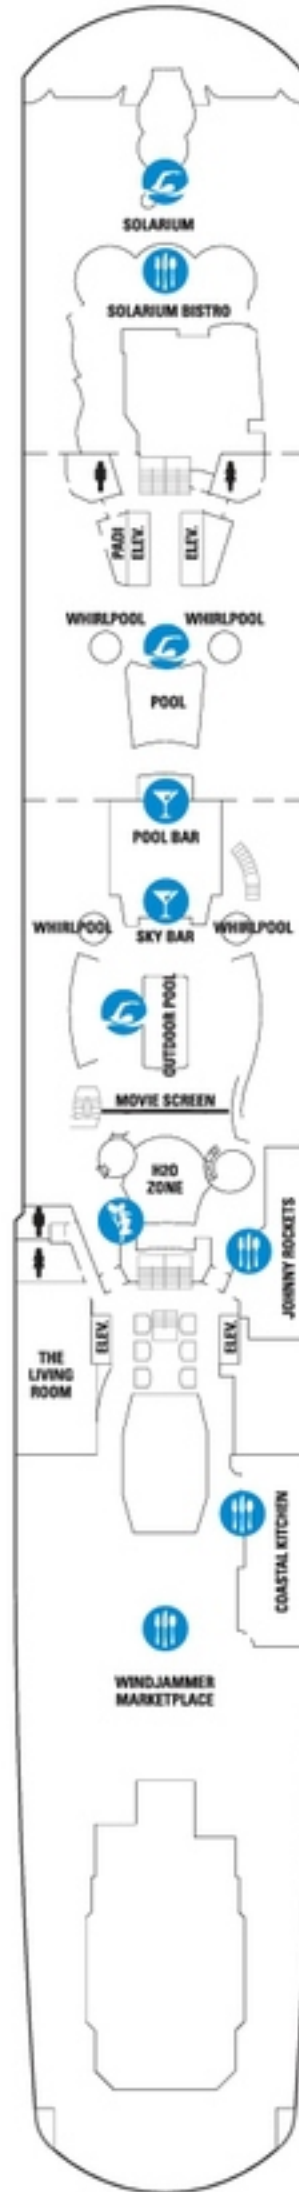 SOLARIUM
SOLARIUM BISTRO
PADI
ELEV.
ELEV.
WHIRLPOOL
WHIRLPOOL
POOL
POOL BAR
SKY BAR
WHIRLPOOL
WHIRLPOOL
OUTDOOR POOL
MOVIE SCREEN
H2O
ZONE
JOHNNY ROCKETS
ELEV.
ELEV.
THE
LIVING
ROOM
COASTAL KITCHEN
WINDJAMMER
MARKETPLACE